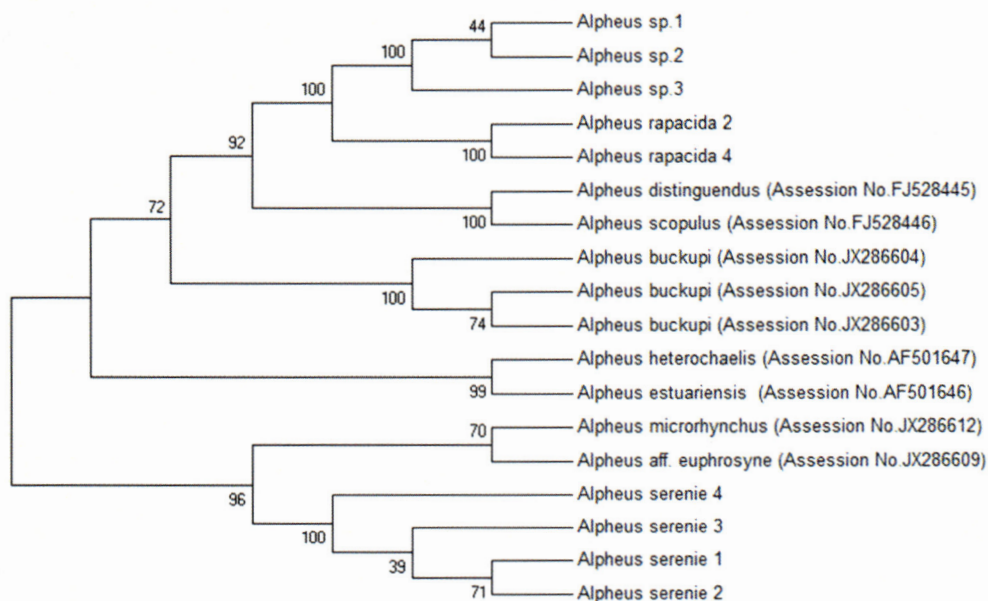 44 Alpheus sp.1
100 Alpheus sp.2
100 Alpheus sp.3
92 Alpheus rapacida 2
100 Alpheus rapacida 4
72 Alpheus distinguendus (Assession No.FJ528445)
100 Alpheus scopulus (Assession No.FJ528446)
Alpheus buckupi (Assession No.JX286604)
100 Alpheus buckupi (Assession No.JX286605)
74 Alpheus buckupi (Assession No.JX286603)
Alpheus heterochaelis (Assession No.AF501647)
99 Alpheus estuariensis (Assession No.AF501646)
70 Alpheus microrhynchus (Assession No.JX286612)
Alpheus aff. euphrosyne (Assession No.JX286609)
96 Alpheus serenie 4
100 Alpheus serenie 3
39 Alpheus serenie 1
71 Alpheus serenie 2